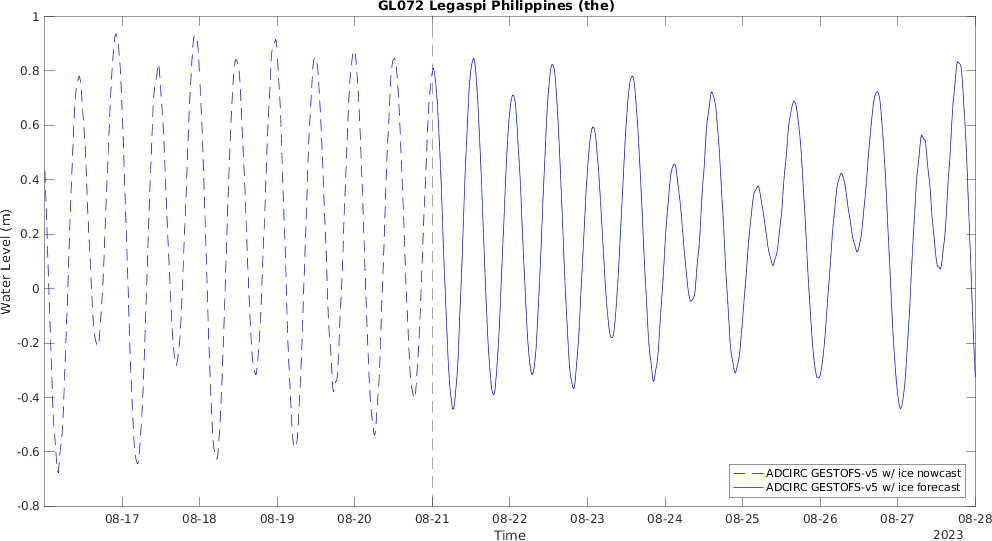 GL072 Legaspi Philippines (the)
1
0.8
0.6
0.4
0.2
0
-0.2
-0.4
-0.6
-0.8
Water Level (m)
ADCIRC GESTOFS-v5 w/ ice nowcast
ADCIRC GESTOFS-v5 w/ ice forecast
08-17 08-18 08-19 08-20 08-21 08-22 08-23 08-24 08-25 08-26 08-27 08-28
Time
2023